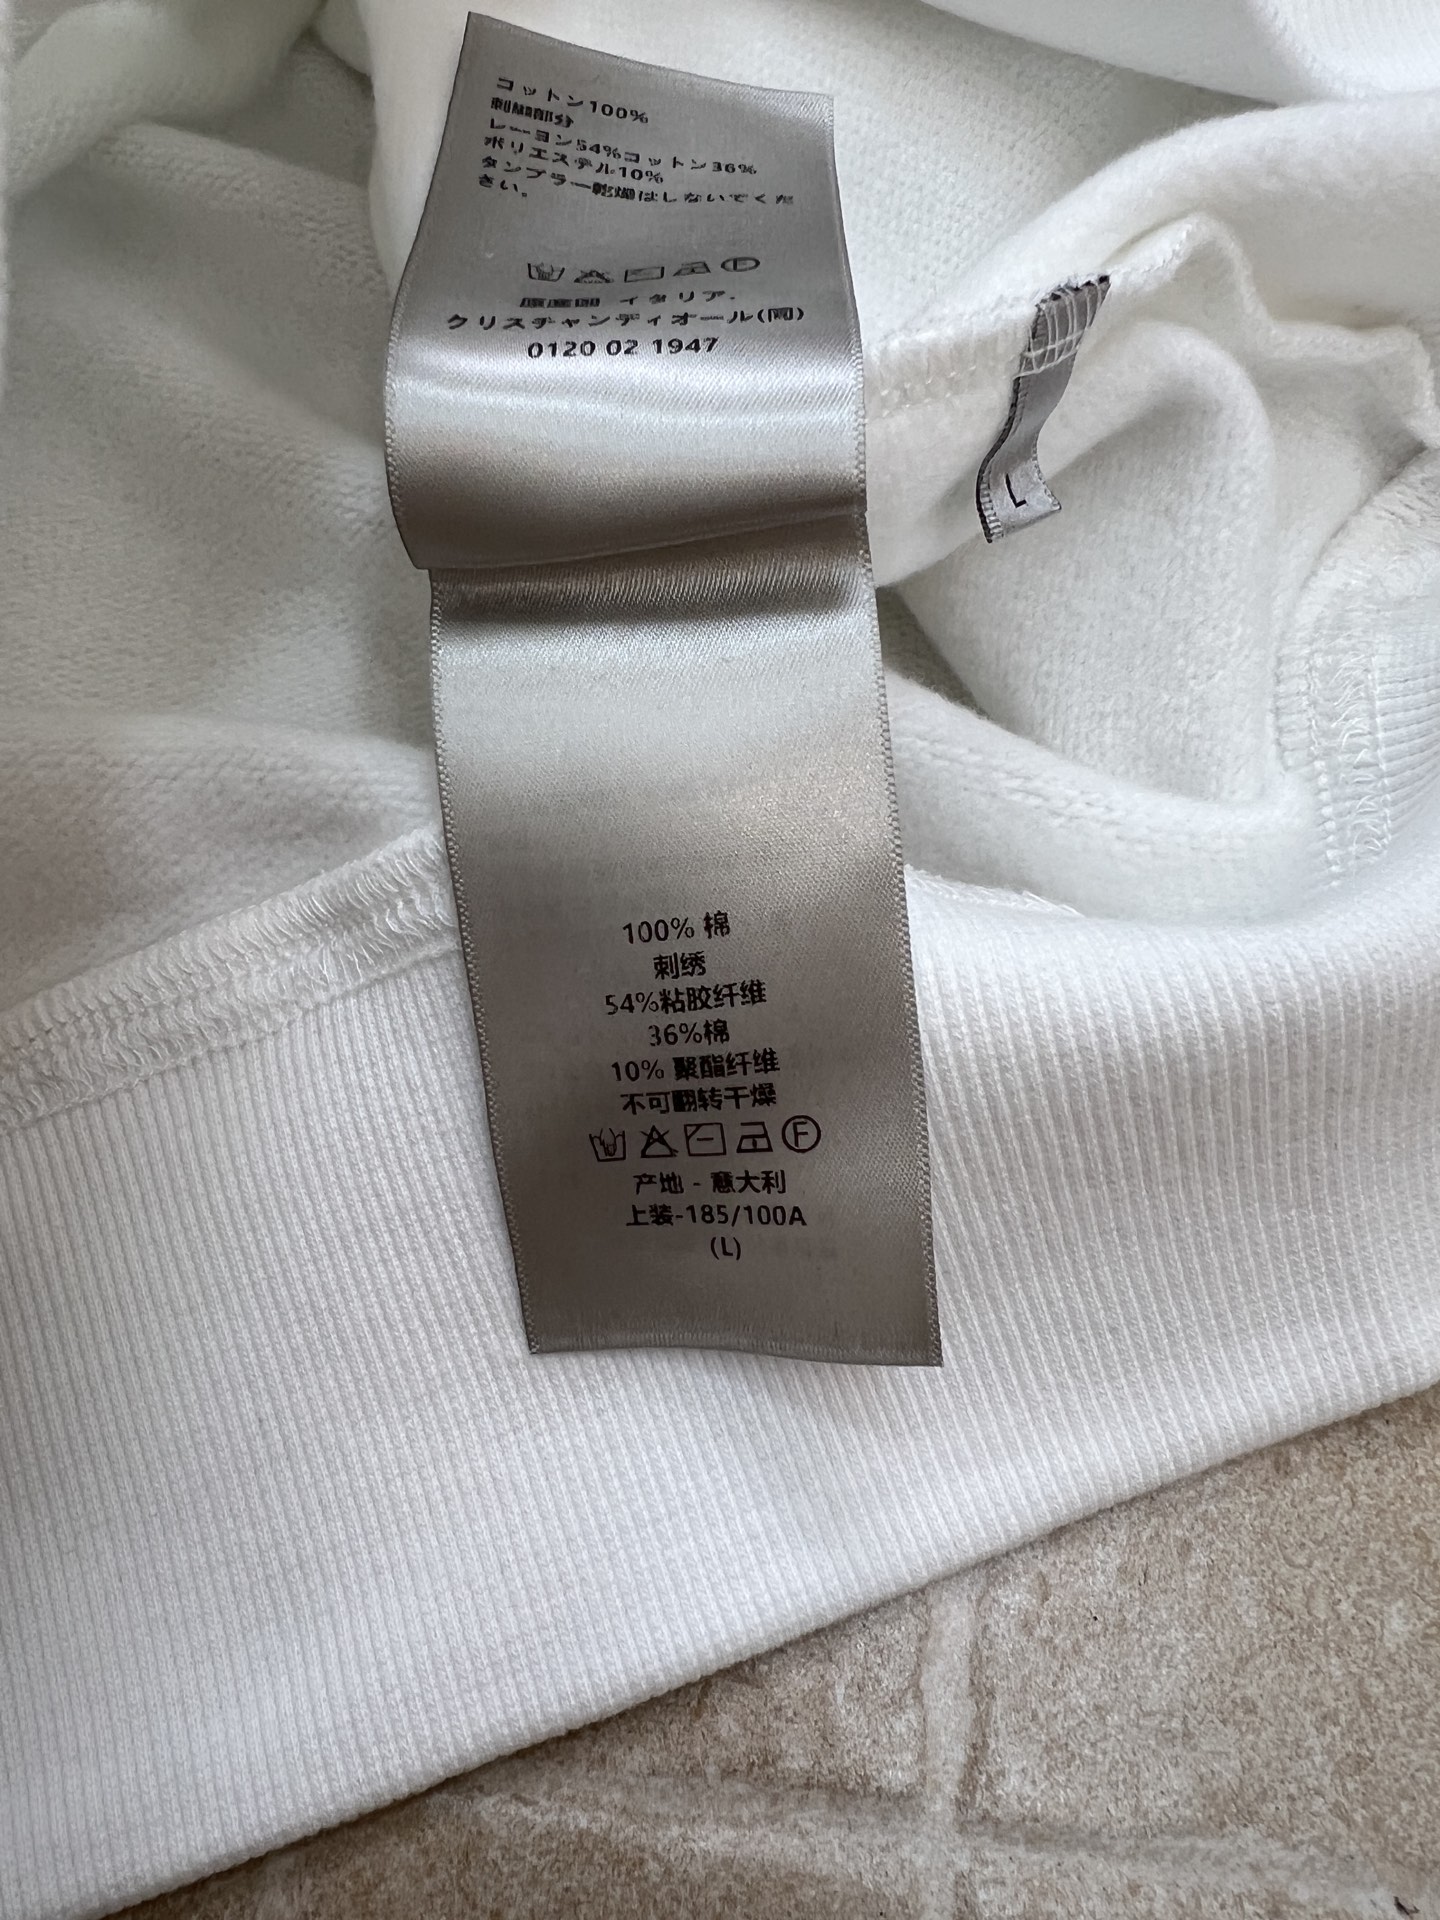 コットン100%
刺繍部分
レーヨン54%コットン36%
ポリエステル10%
タンブラー乾燥はしないでくだ
さい。
F
原産国 イタリア.
クリスチャンディオール(同)
0120 02 1947
L
100% 棉
刺绣
54%粘胶纤维
36%棉
10% 聚酯纤维
不可翻转干燥
F
产地 - 意大利
上装-185/100A
(L)